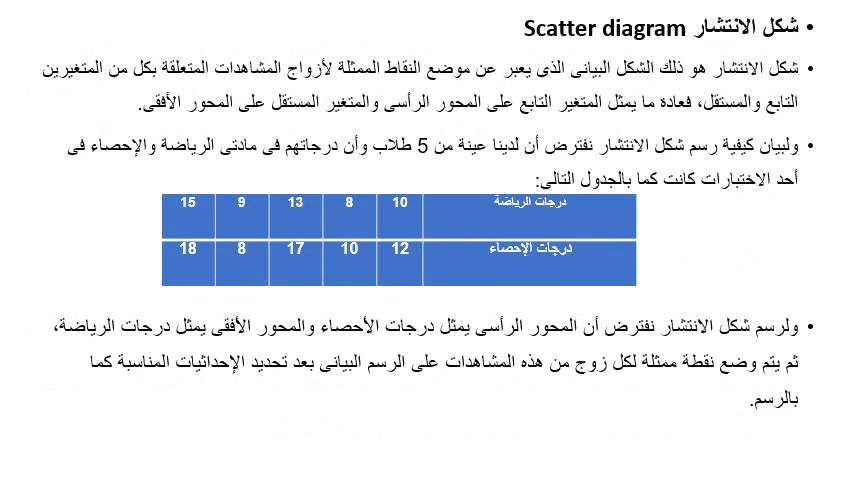 • شكل الانتشار Scatter diagram
• شكل الانتشار هو ذلك الشكل البيانى الذى يعبر عن موضع النقاط الممثلة لأزواج المشاهدات المتعلقة بكل من المتغيرين
التابع والمستقل، فعادة ما يمثل المتغير التابع على المحور الرأسى والمتغير المستقل على المحور الأفقى.
• ولبيان كيفية رسم شكل الانتشار نفترض أن لدينا عينة من 5 طلاب وأن درجاتهم فى مادتى الرياضة والإحصاء فى
أحد الاختبارات كانت كما بالجدول التالى:
درجات الرياضة 10 8 13 9 15
درجات الإحصاء 12 10 17 8 18
• ولرسم شكل الانتشار نفترض أن المحور الرأسى يمثل درجات الأحصاء والمحور الأفقى يمثل درجات الرياضة،
ثم يتم وضع نقطة ممثلة لكل زوج من هذه المشاهدات على الرسم البيانى بعد تحديد الإحداثيات المناسبة كما
بالرسم.